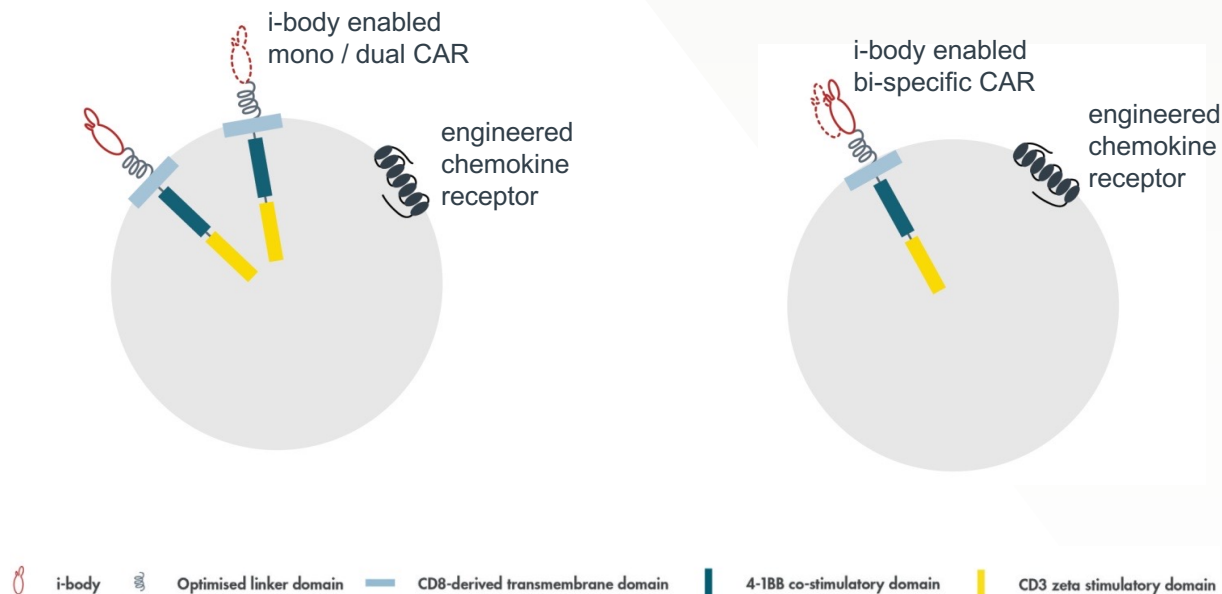 i-body enabled
mono / dual CAR
engineered
chemokine
receptor
i-body enabled
bi-specific CAR
engineered
chemokine
receptor
i-body
Optimised linker domain
CD8-derived transmembrane domain
4-1BB co-stimulatory domain
CD3 zeta stimulatory domain